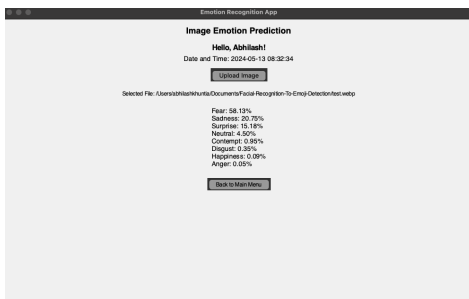 Emotion Recognition App
Image Emotion Prediction
Hello, Abhilash!
Date and Time: 2024-05-13 08:32:34
Upload Image
Selected File: /Users/abhilashkhuntia/Documents/Facial-Recognition-To-Emoji-Detection/test.webp
Fear: 58.13%
Sadness: 20.75%
Surprise: 15.18%
Neutral: 4.50%
Contempt: 0.95%
Disgust: 0.35%
Happiness: 0.09%
Anger: 0.05%
Back to Main Menu